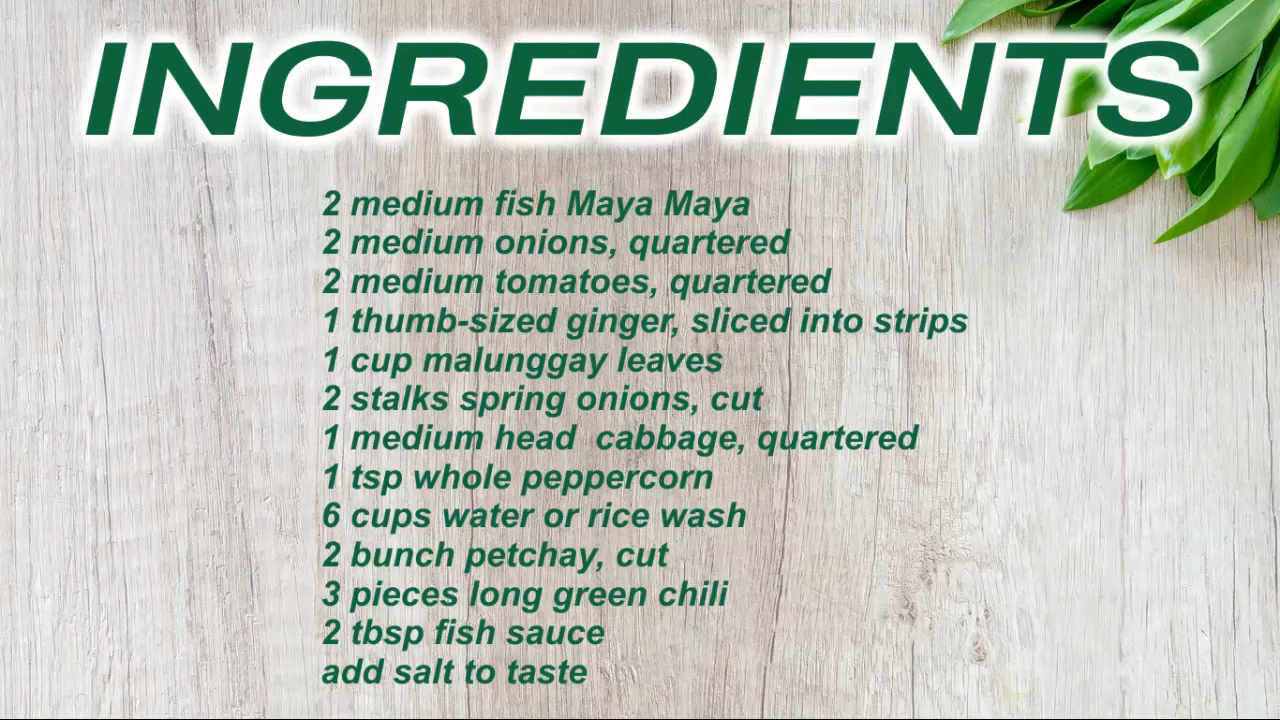 INGREDIENTS
2 medium fish Maya Maya
2 medium onions, quartered
2 medium tomatoes, quartered
1 thumb-sized ginger, sliced into strips
1 cup malunggay leaves
2 stalks spring onions, cut
1 medium head  cabbage, quartered
1 tsp whole peppercorn
6 cups water or rice wash
2 bunch petchay, cut
3 pieces long green chili
2 tbsp fish sauce
add salt to taste